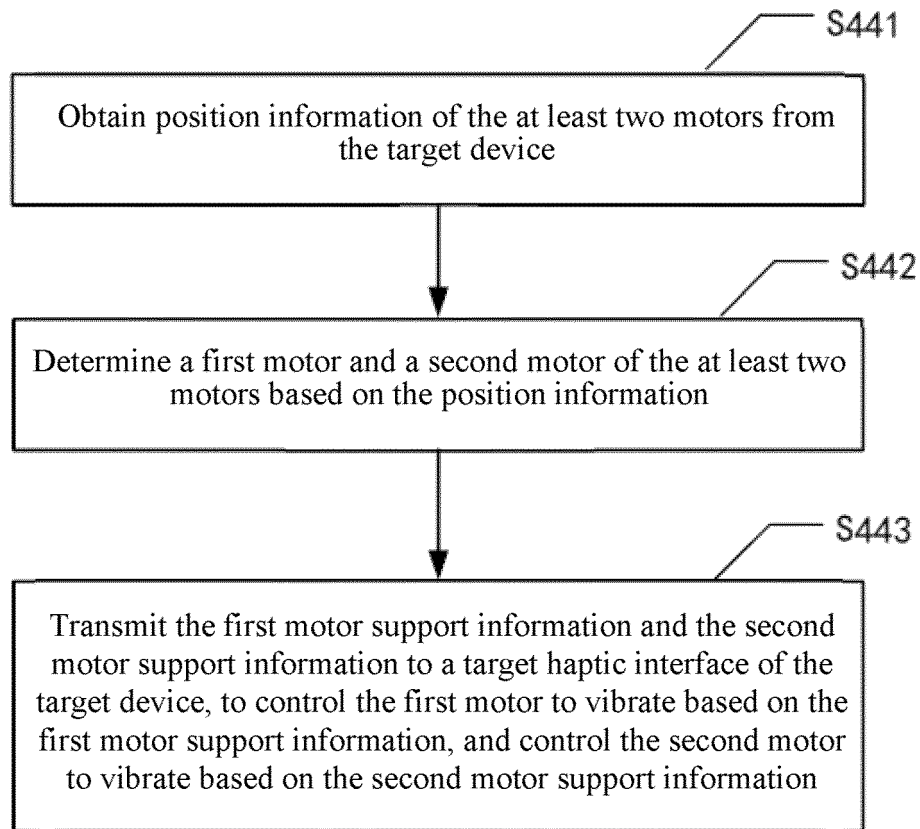 S441
Obtain position information of the at least two motors from
the target device
S442
Determine a first motor and a second motor of the at least two
motors based on the position information
S443
Transmit the first motor support information and the second
motor support information to a target haptic interface of the
target device, to control the first motor to vibrate based on the
first motor support information, and control the second motor
to vibrate based on the second motor support information